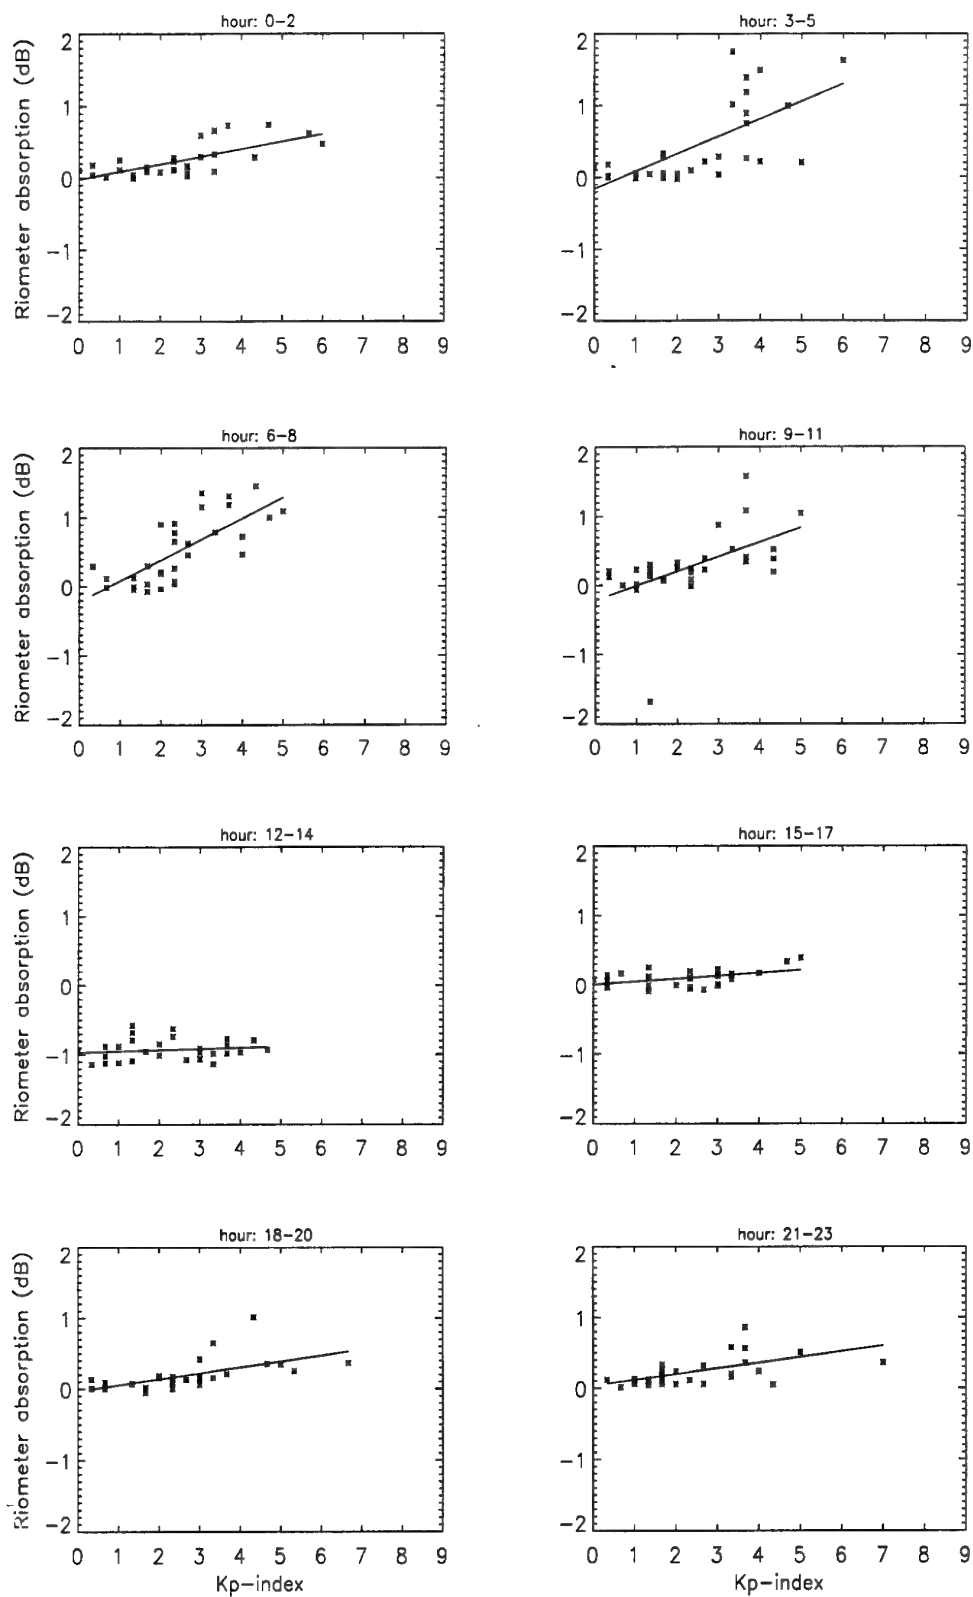 hour: 0-2
Riometer absorption (dB)
2
1
0
-1
-2
0 1 2 3 4 5 6 7 8 9
hour: 3-5
2
1
0
-1
-2
0 1 2 3 4 5 6 7 8 9
hour: 6-8
Riometer absorption (dB)
2
1
0
-1
-2
0 1 2 3 4 5 6 7 8 9
hour: 9-11
2
1
0
-1
-2
0 1 2 3 4 5 6 7 8 9
hour: 12-14
Riometer absorption (dB)
2
1
0
-1
-2
0 1 2 3 4 5 6 7 8 9
hour: 15-17
2
1
0
-1
-2
0 1 2 3 4 5 6 7 8 9
hour: 18-20
Riometer absorption (dB)
2
1
0
-1
-2
0 1 2 3 4 5 6 7 8 9
Kp-index
hour: 21-23
2
1
0
-1
-2
0 1 2 3 4 5 6 7 8 9
Kp-index